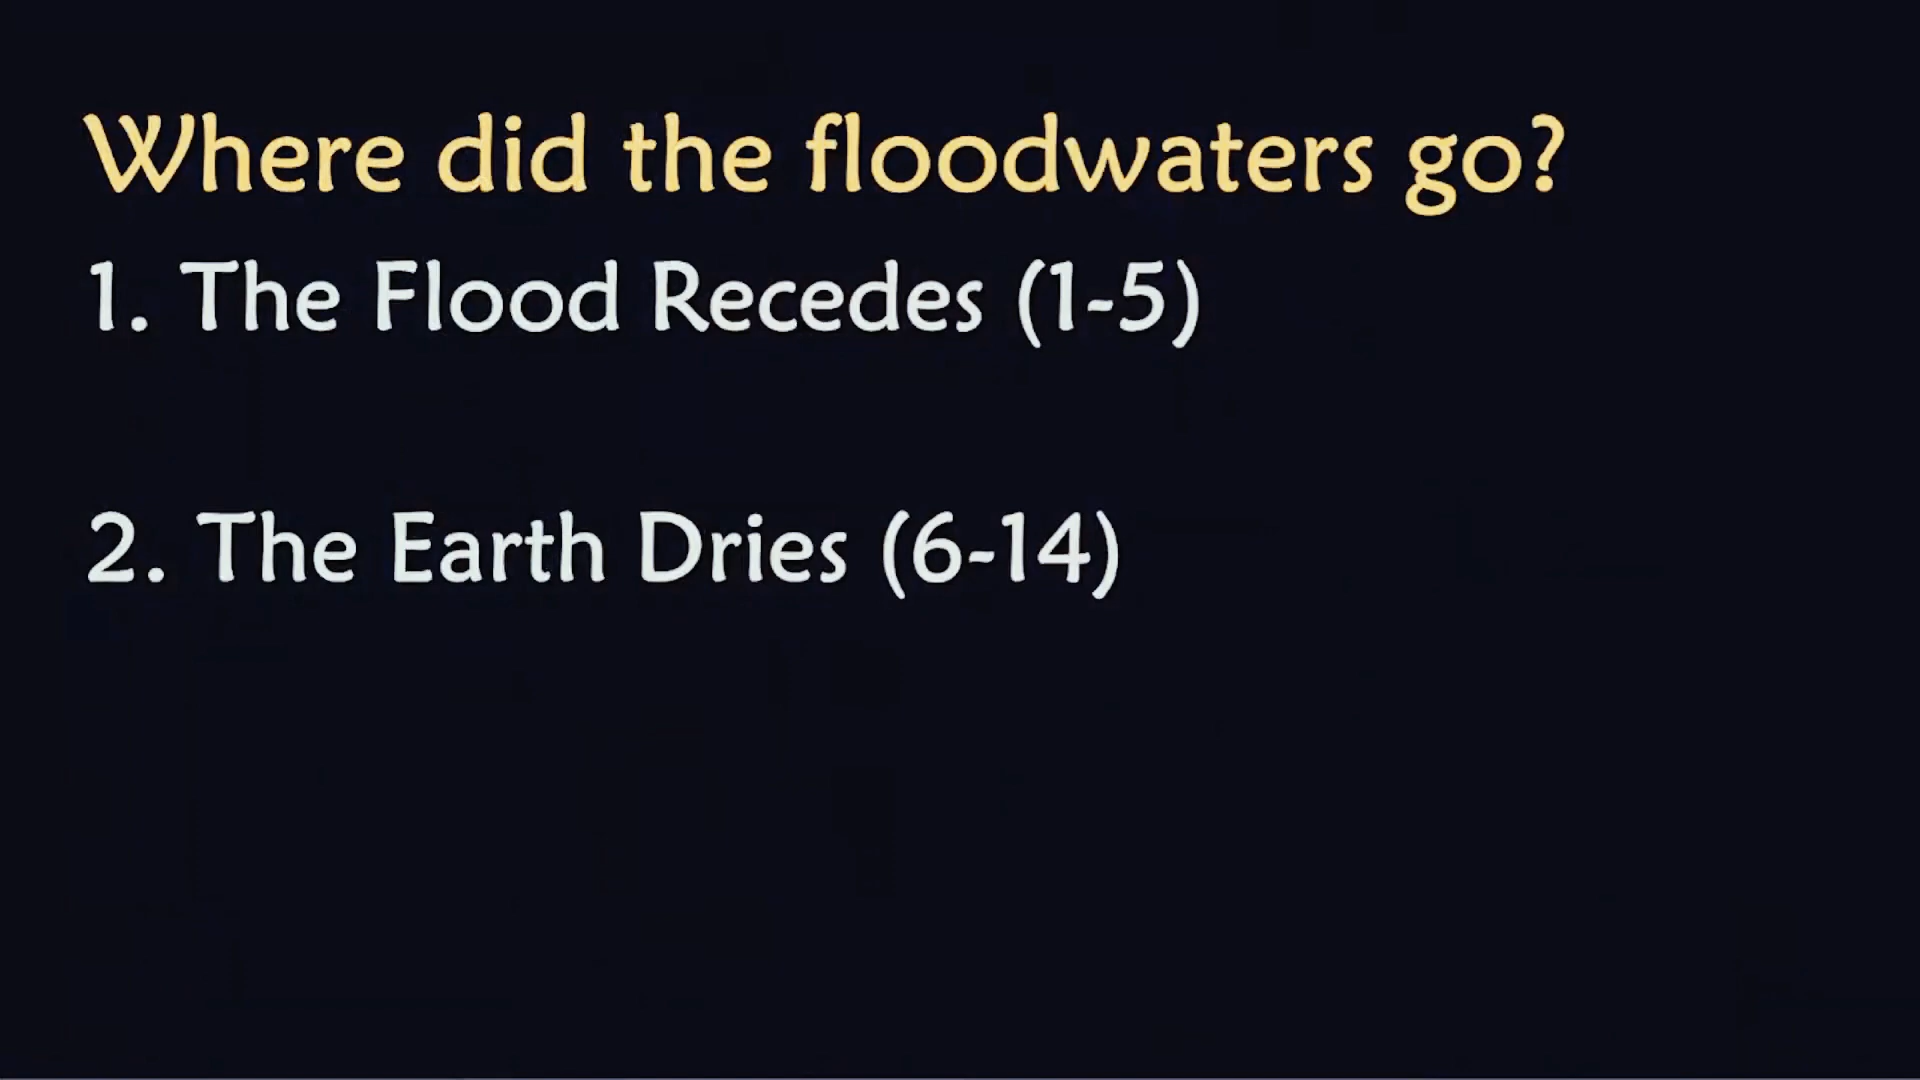 Where did the floodwaters go?
1. The Flood Recedes (1-5)
2. The Earth Dries (6-14)